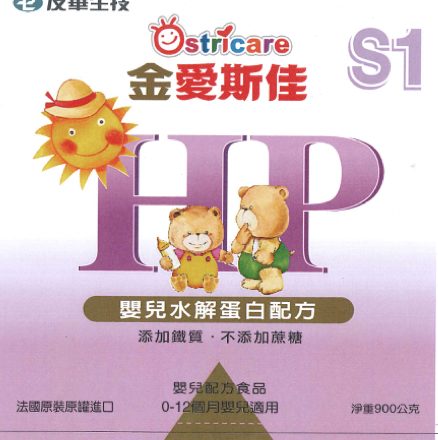 友華生技
Ostricare
金愛斯佳
S1
HP
嬰兒水解蛋白配方
添加鐵質·不添加蔗糖
嬰兒配方食品
法國原裝原罐進口
0-12個月嬰兒適用
淨重900公克